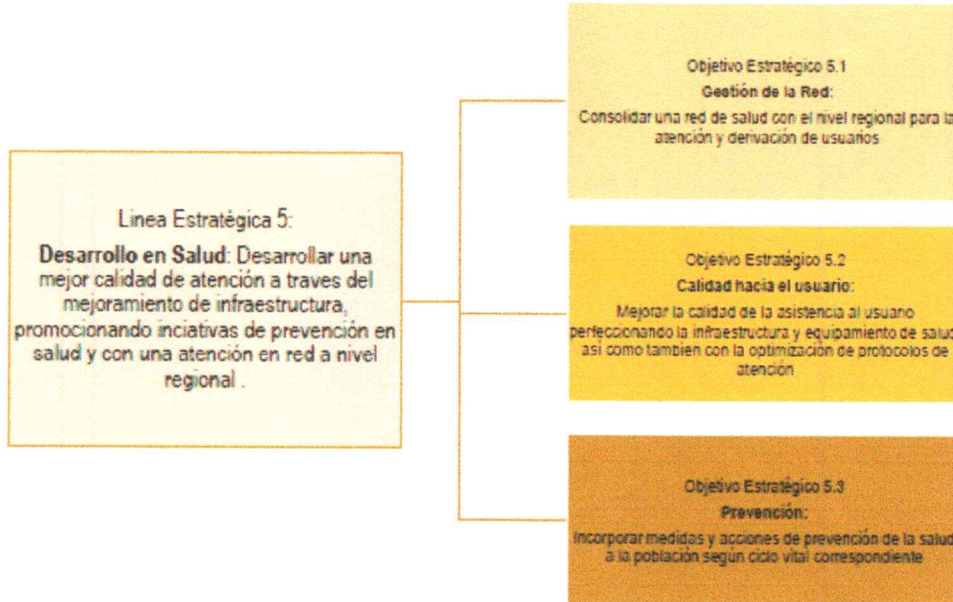 Linea Estratégica 5:
Desarrollo en Salud: Desarrollar una
mejor calidad de atención a traves del
mejoramiento de infraestructura,
promocionando inciativas de prevención en
salud y con una atención en red a nivel
regional .
Objetivo Estratégico 5.1
Gestión de la Red:
Consolidar una red de salud con el nivel regional para la
atención y derivación de usuarios
Objetivo Estratégico 5.2
Calidad hacia el usuario:
Mejorar la calidad de la asistencia al usuario
perfeccionando la infraestructura y equipamiento de salud
así como tambien con la optimización de protocolos de
atención
Objetivo Estratégico 5.3
Prevención:
Incorporar medidas y acciones de prevención de la salud
a la población según ciclo vital correspondiente